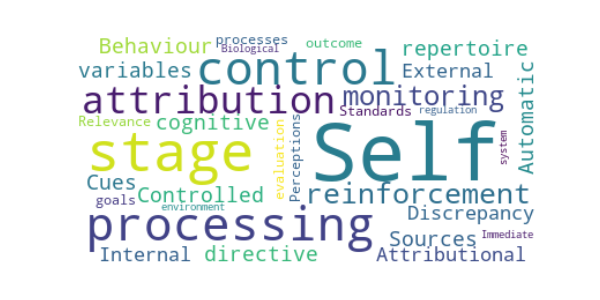 Behaviour processes outcome repertoire
Biological
variables control External
attribution monitoring Automatic
Standards regulation
Relevance cognitive
stage evaluation Perceptions Self system
Cues Controlled reinforcement
goals environment Discrepancy
processing Sources Immediate
Internal directive Attributional